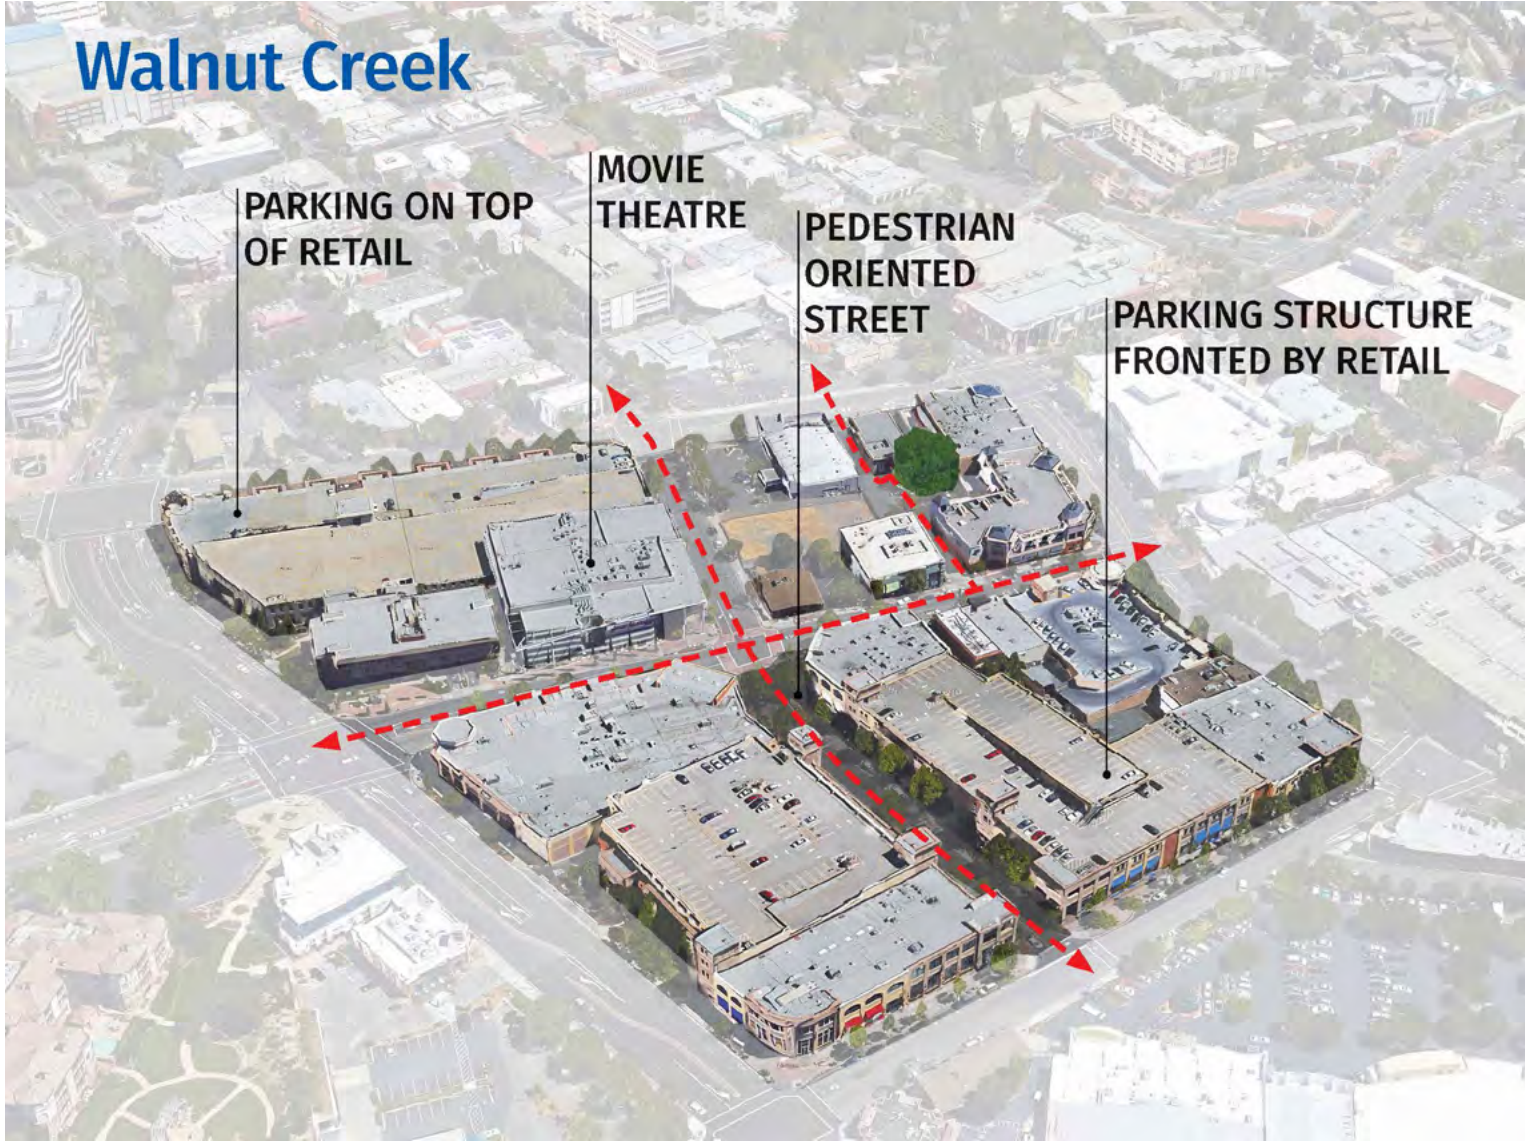 Walnut Creek
PARKING ON TOP
OF RETAIL
MOVIE
THEATRE
PEDESTRIAN
ORIENTED
STREET
PARKING STRUCTURE
FRONTED BY RETAIL